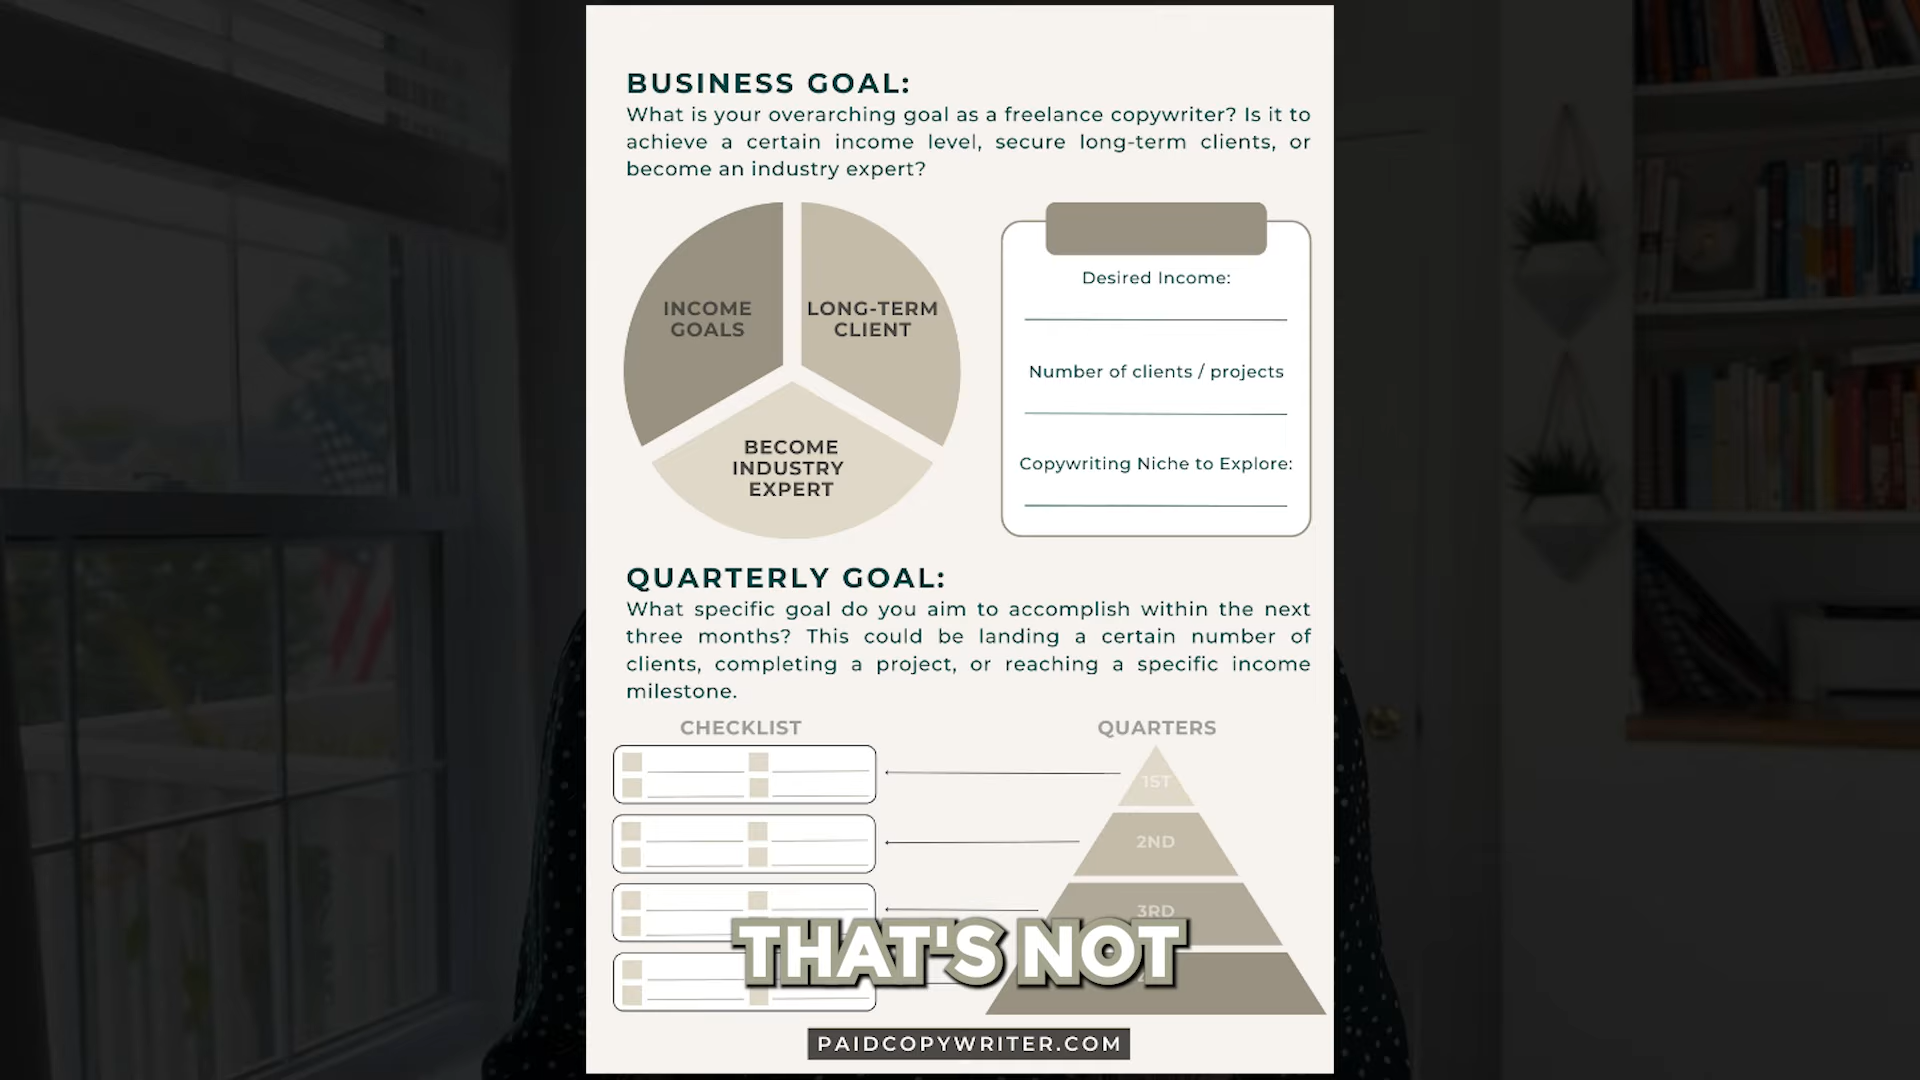 BUSINESS GOAL:
What is your overarching goal as a freelance copywriter? Is it to
achieve a certain income level, secure long-term clients, or
become an industry expert?
INCOME
GOALS
LONG-TERM
CLIENT
BECOME
INDUSTRY
EXPERT
Desired Income:
Number of clients / projects
Copywriting Niche to Explore:
QUARTERLY GOAL:
What specific goal do you aim to accomplish within the next
three months? This could be landing a certain number of
clients, completing a project, or reaching a specific income
milestone.
CHECKLIST
QUARTERS
1ST
2ND
3RD
THAT'S NOT
PAIDCOPYWRITER.COM